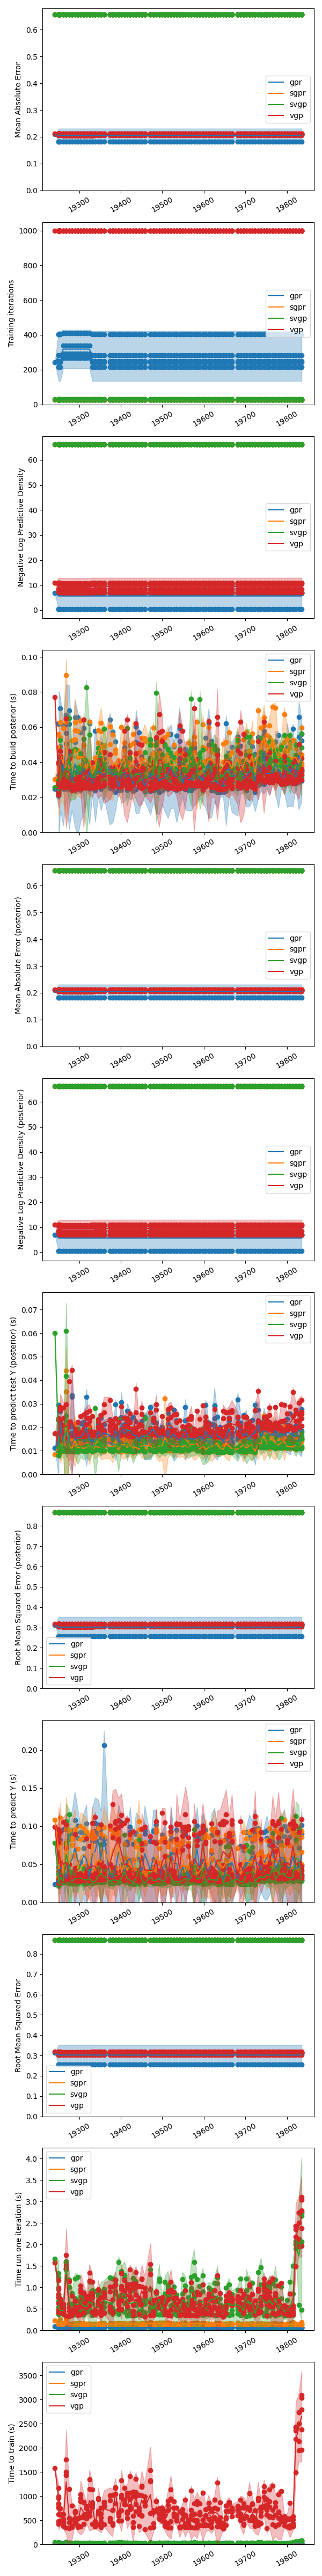 Mean Absolute Error
0.6
0.5
0.4
0.3
0.2
0.1
0.0
gpr
sgpr
svgp
vgp
19300 19400 19500 19600 19700 19800
Training iterations
1000
800
600
400
200
0
gpr
sgpr
svgp
vgp
19300 19400 19500 19600 19700 19800
Negative Log Predictive Density
60
50
40
30
20
10
0
gpr
sgpr
svgp
vgp
19300 19400 19500 19600 19700 19800
Time to build posterior (s)
0.10
0.08
0.06
0.04
0.02
0.00
gpr
sgpr
svgp
vgp
19300 19400 19500 19600 19700 19800
Mean Absolute Error (posterior)
0.6
0.5
0.4
0.3
0.2
0.1
0.0
gpr
sgpr
svgp
vgp
19300 19400 19500 19600 19700 19800
Negative Log Predictive Density (posterior)
60
50
40
30
20
10
0
gpr
sgpr
svgp
vgp
19300 19400 19500 19600 19700 19800
Time to predict test Y (posterior) (s)
0.07
0.06
0.05
0.04
0.03
0.02
0.01
0.00
gpr
sgpr
svgp
vgp
19300 19400 19500 19600 19700 19800
Root Mean Squared Error (posterior)
0.8
0.7
0.6
0.5
0.4
0.3
0.2
0.1
0.0
gpr
sgpr
svgp
vgp
19300 19400 19500 19600 19700 19800
Time to predict Y (s)
0.20
0.15
0.10
0.05
0.00
gpr
sgpr
svgp
vgp
19300 19400 19500 19600 19700 19800
Root Mean Squared Error
0.8
0.7
0.6
0.5
0.4
0.3
0.2
0.1
0.0
gpr
sgpr
svgp
vgp
19300 19400 19500 19600 19700 19800
Time run one iteration (s)
4.0
3.5
3.0
2.5
2.0
1.5
1.0
0.5
0.0
gpr
sgpr
svgp
vgp
19300 19400 19500 19600 19700 19800
Time to train (s)
3500
3000
2500
2000
1500
1000
500
0
gpr
sgpr
svgp
vgp
19300 19400 19500 19600 19700 19800